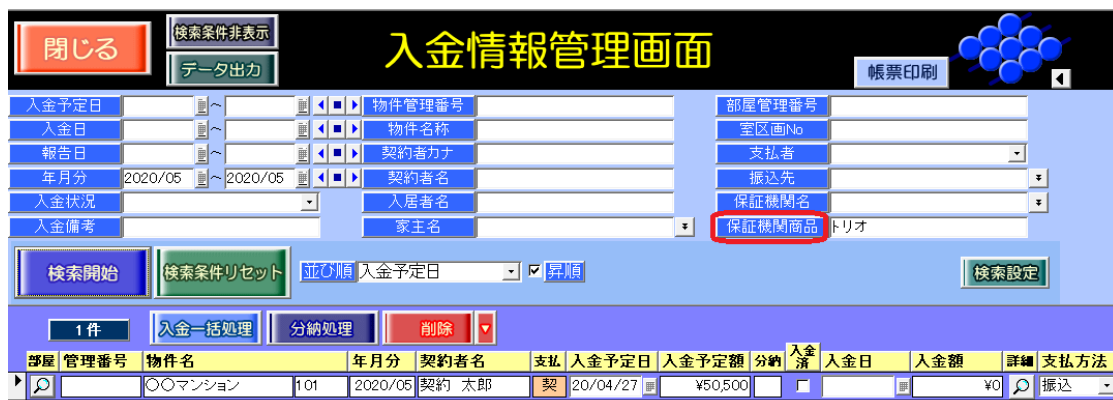 閉じる 検索条件非表示
データ出力
入金情報管理画面
帳票印刷
入金予定日 ～ 物件管理番号 部屋管理番号
入金日 ～ 物件名称 室区画No
報告日 ～ 契約者カナ 支払者
年月分 2020/05 ～ 2020/05 契約者名 振込先
入金状況 入居者名 保証機関名
入金備考 家主名 保証機関商品 トリオ
検索開始 検索条件リセット 並び順 入金予定日 昇順 検索設定
1件 入金一括処理 分納処理 削除
部屋 管理番号 物件名 年月分 契約者名 支払 入金予定日 入金予定額 分納 入金済 入金日 入金額 詳細 支払方法
〇〇マンション 101 2020/05 契約 太郎 契 20/04/27 ¥50,500 ¥0 振込